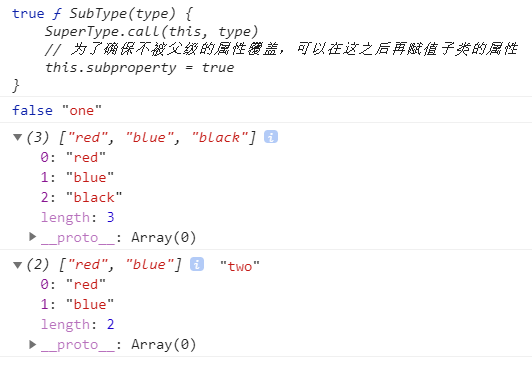 true ƒ SubType(type) {
SuperType.call(this, type)
// 为了确保不被父级的属性覆盖，可以在这之后再赋值子类的属性
this.subproperty = true
}
false "one"
▼(3) ["red", "blue", "black"] i
0: "red"
1: "blue"
2: "black"
length: 3
▶__proto__: Array(0)
▼(2) ["red", "blue"] i "two"
0: "red"
1: "blue"
length: 2
▶__proto__: Array(0)